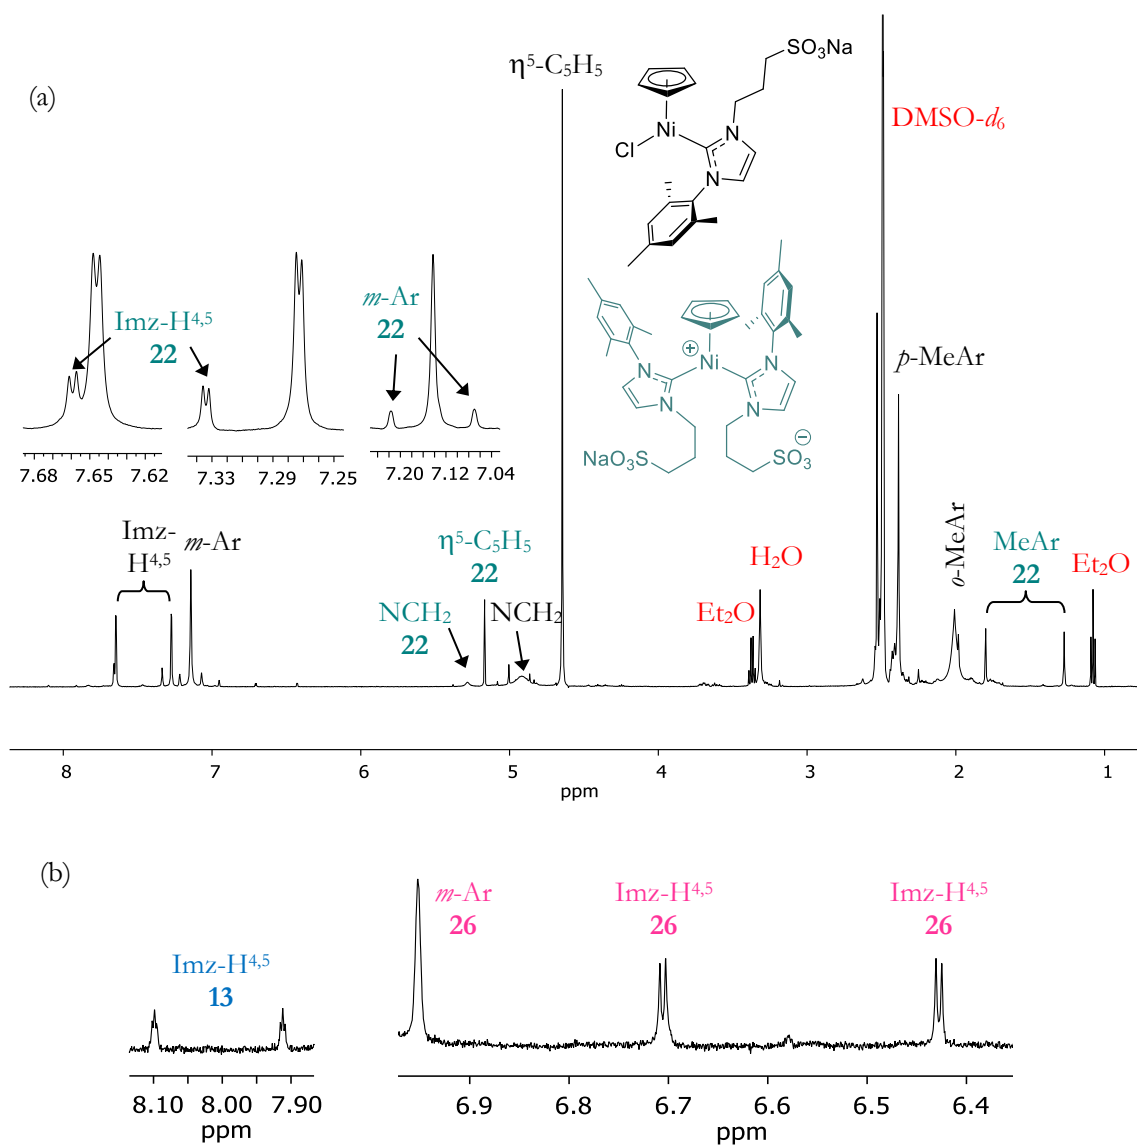 (a)
η⁵-C₅H₅
SO₃Na
DMSO-d₆
Ni
Cl
N
N
Imz-H⁴,⁵
22
m-Ar
22
p-MeAr
N
N
Ni
⊕
N
N
NaO₃S
SO₃
⊖
7.68 7.65 7.62
7.33 7.29 7.25
7.20 7.12 7.04
Imz-
H⁴,⁵
m-Ar
η⁵-C₅H₅
22
NCH₂
22
NCH₂
Et₂O
H₂O
o-MeAr
MeAr
22
Et₂O
8 7 6 5 4 3 2 1
ppm
(b)
Imz-H⁴,⁵
13
m-Ar
26
Imz-H⁴,⁵
26
Imz-H⁴,⁵
26
8.10 8.00 7.90
ppm
6.9 6.8 6.7 6.6 6.5 6.4
ppm